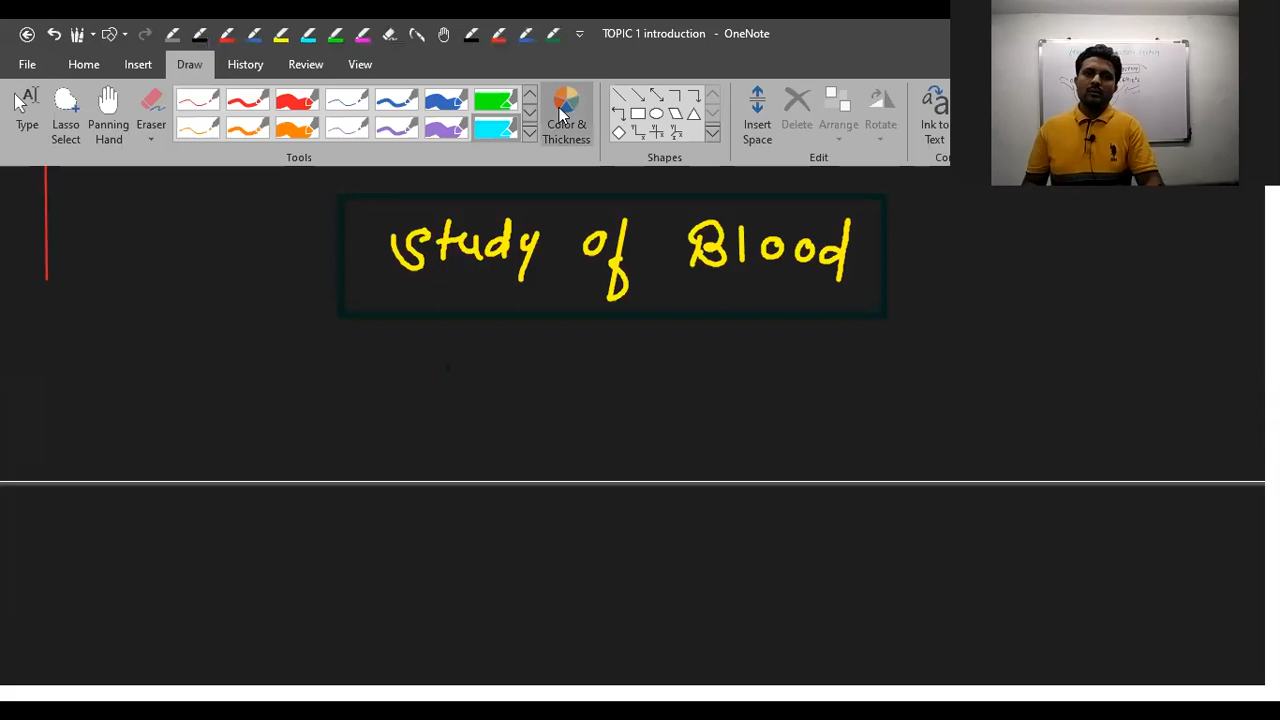 TOPIC 1 introduction - OneNote
File Home Insert Draw History Review View
Type
Lasso Select
Panning Hand
Eraser
Color & Thickness
Insert Space
Delete
Arrange
Rotate
Ink to Text
Tools
Shapes
Edit
Study of Blood